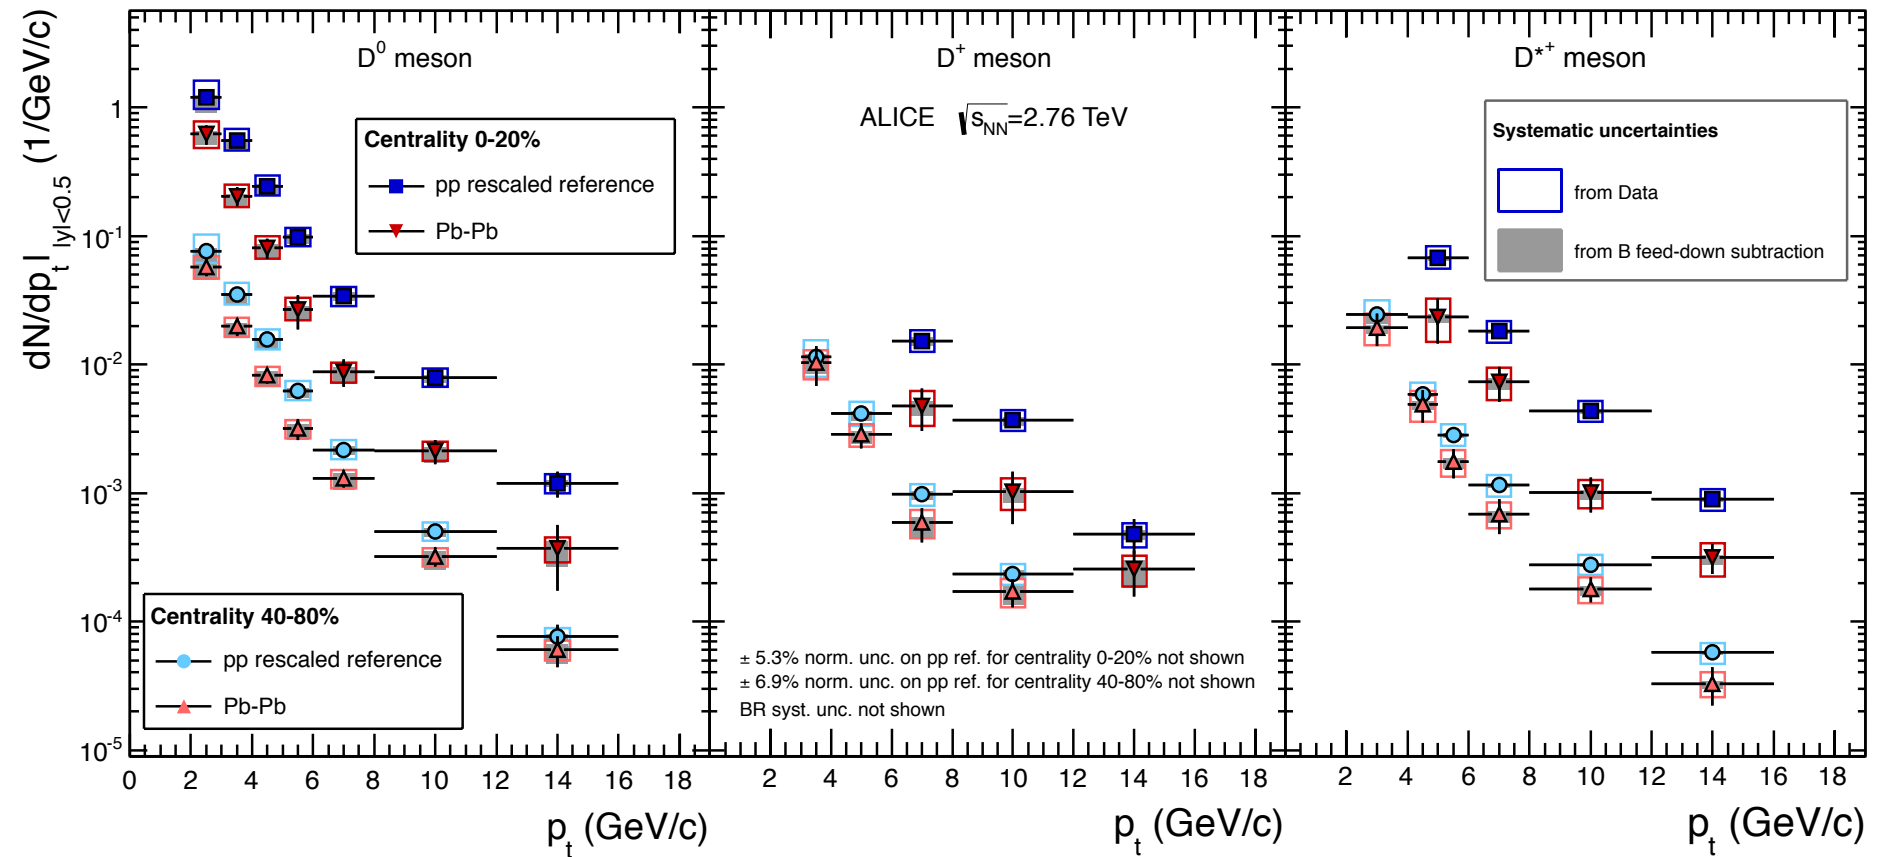 dN/dp_t| |y|<0.5 (1/GeV/c)
1
10^-1
10^-2
10^-3
10^-4
10^-5
D^0 meson
Centrality 0-20%
pp rescaled reference
Pb-Pb
Centrality 40-80%
pp rescaled reference
Pb-Pb
0 2 4 6 8 10 12 14 16 18
p_t (GeV/c)
D^+ meson
ALICE √s_NN=2.76 TeV
± 5.3% norm. unc. on pp ref. for centrality 0-20% not shown
± 6.9% norm. unc. on pp ref. for centrality 40-80% not shown
BR syst. unc. not shown
2 4 6 8 10 12 14 16 18
p_t (GeV/c)
D*^+ meson
Systematic uncertainties
from Data
from B feed-down subtraction
2 4 6 8 10 12 14 16 18
p_t (GeV/c)